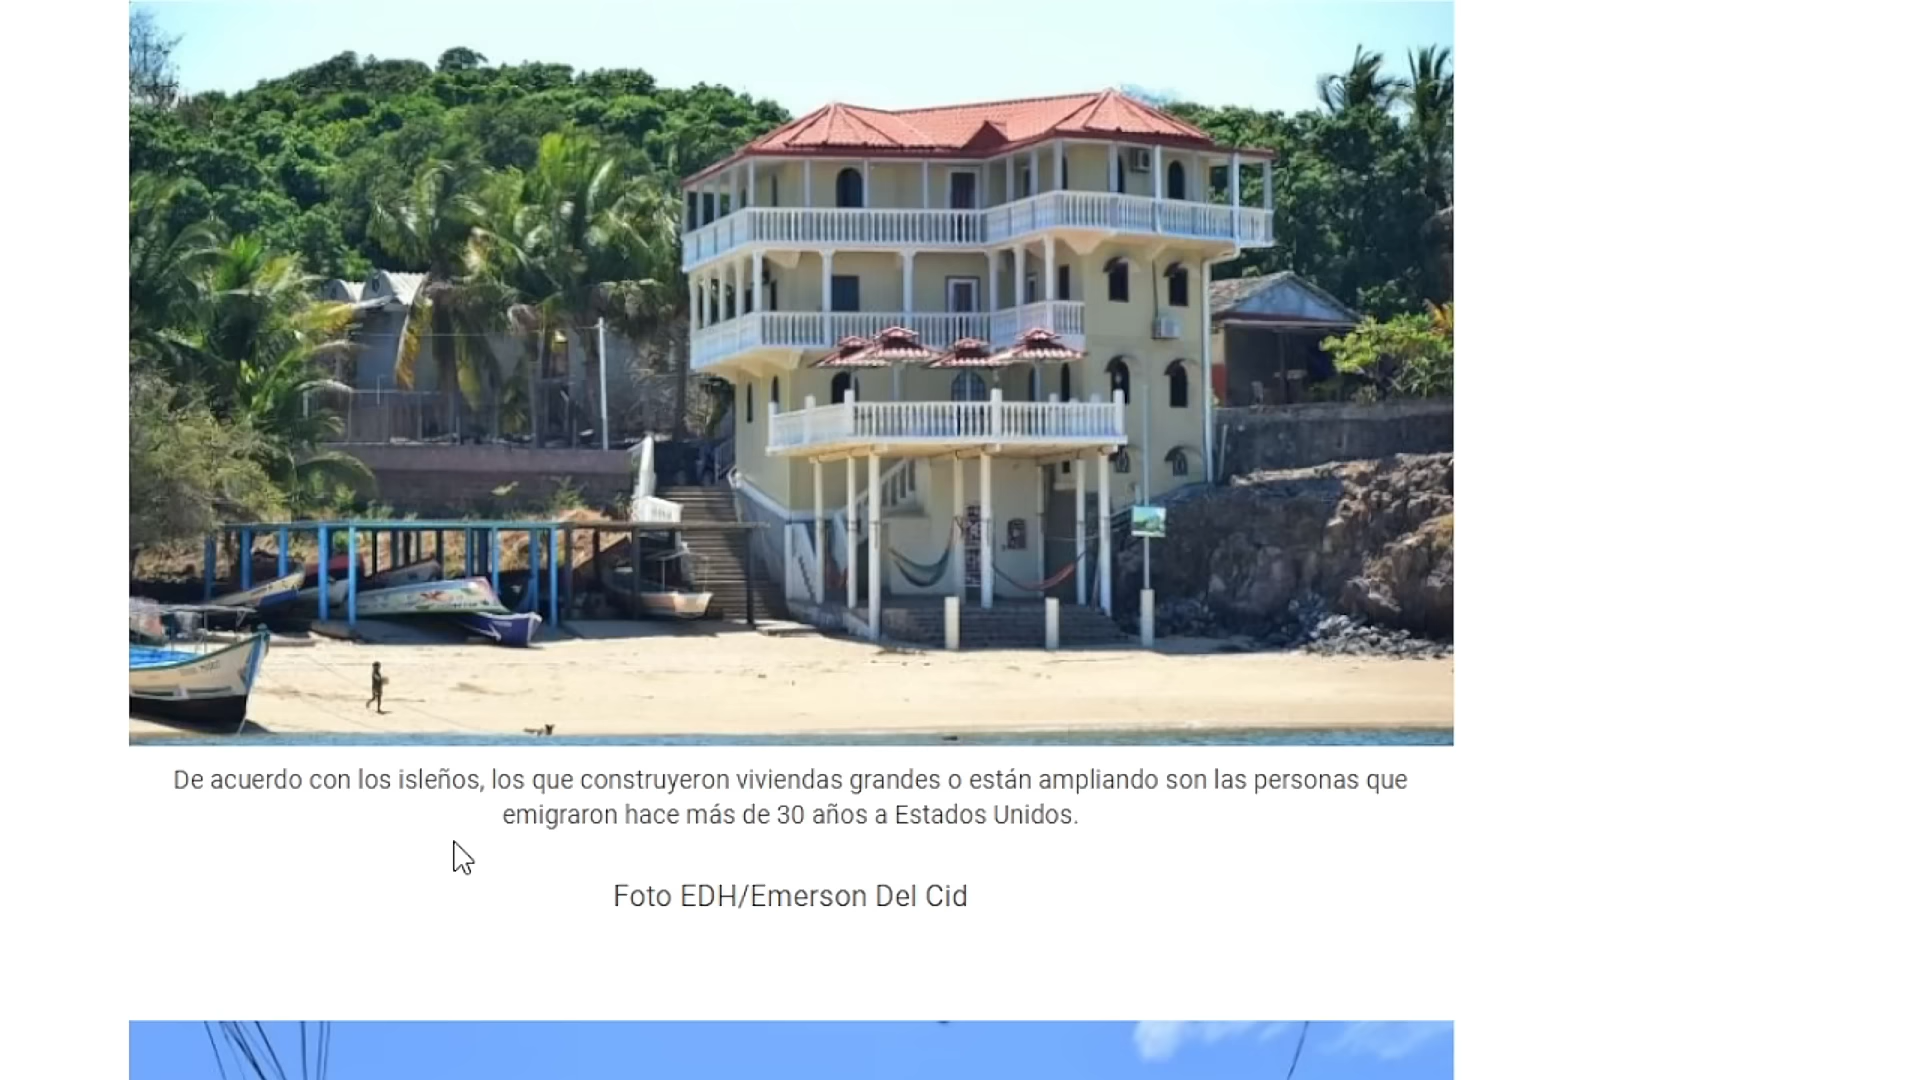 De acuerdo con los isleños, los que construyeron viviendas grandes o están ampliando son las personas que
emigraron hace más de 30 años a Estados Unidos.
Foto EDH/Emerson Del Cid